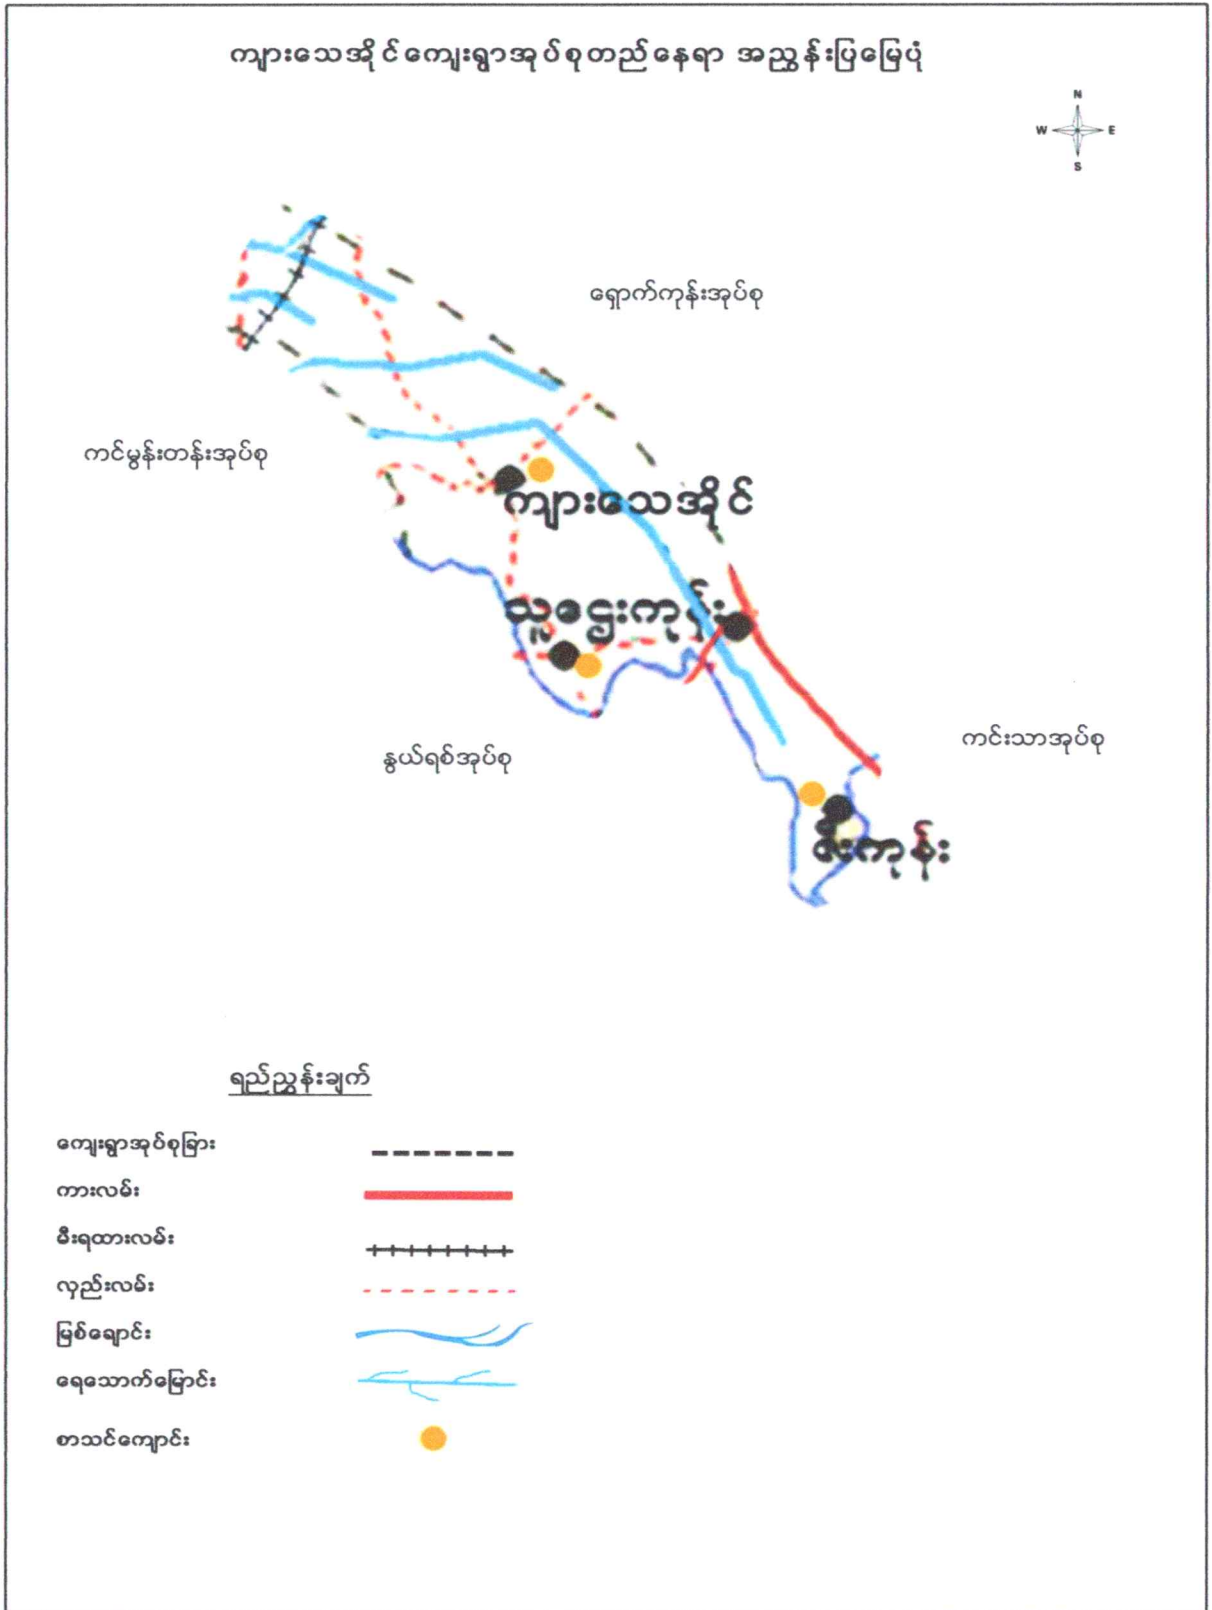 ကျားသေအိုင်ကျေးရွာအုပ်စုတည်နေရာ အညွှန်းပြမြေပုံ
N
W E
S
ရှောက်ကုန်းအုပ်စု
ကင်မွန်းတန်းအုပ်စု
ကျားသေအိုင်
သူဌေးကုန်း
ကင်းသာအုပ်စု
နွယ်ရစ်အုပ်စု
ဇီးကုန်း
ရည်ညွှန်းချက်
ကျေးရွာအုပ်စုခြား
ကားလမ်း
မီးရထားလမ်း
လှည်းလမ်း
မြစ်ချောင်း
ရေသောက်မြောင်း
စာသင်ကျောင်း